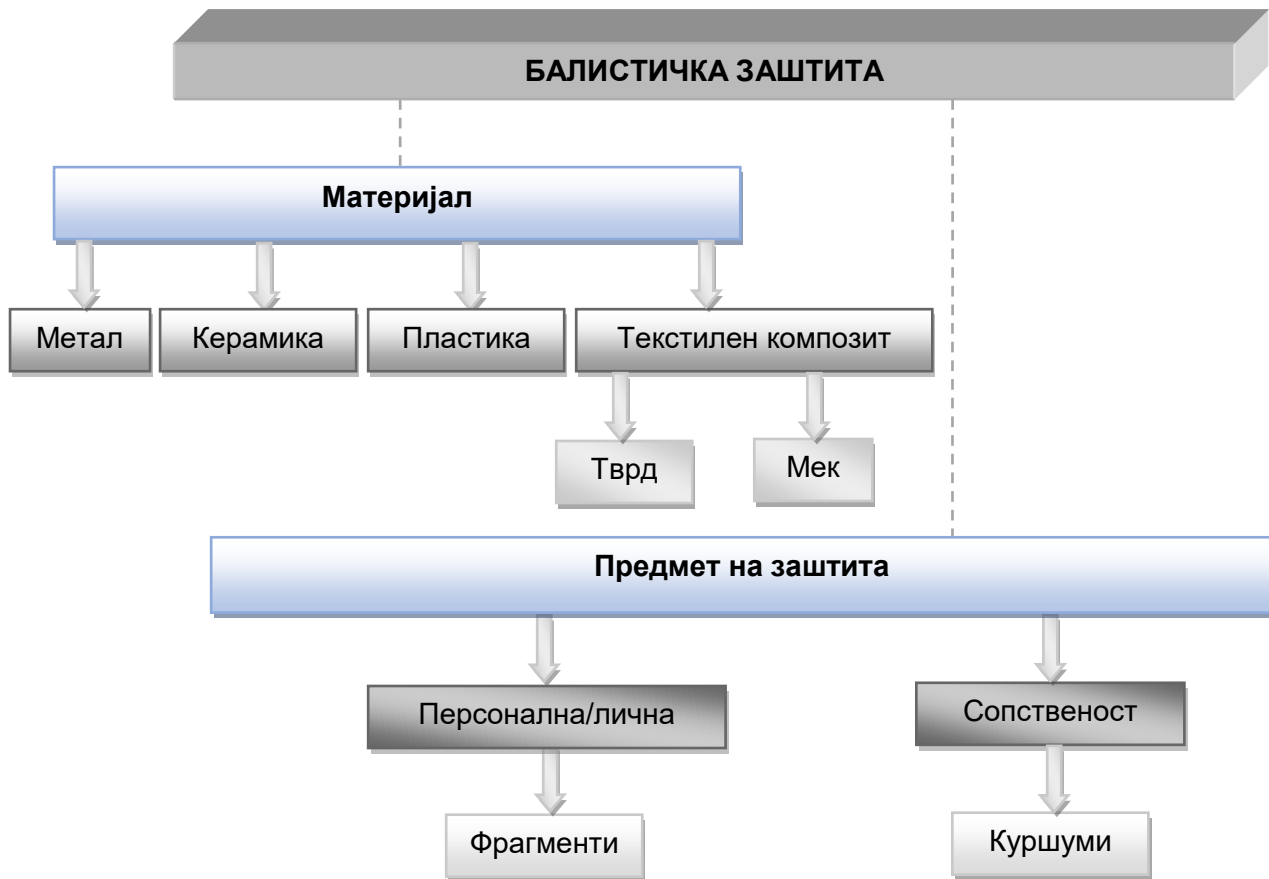 БАЛИСТИЧКА ЗАШТИТА
Материјал
Метал
Керамика
Пластика
Текстилен композит
Тврд
Мек
Предмет на заштита
Персонална/лична
Сопственост
Фрагменти
Куршуми